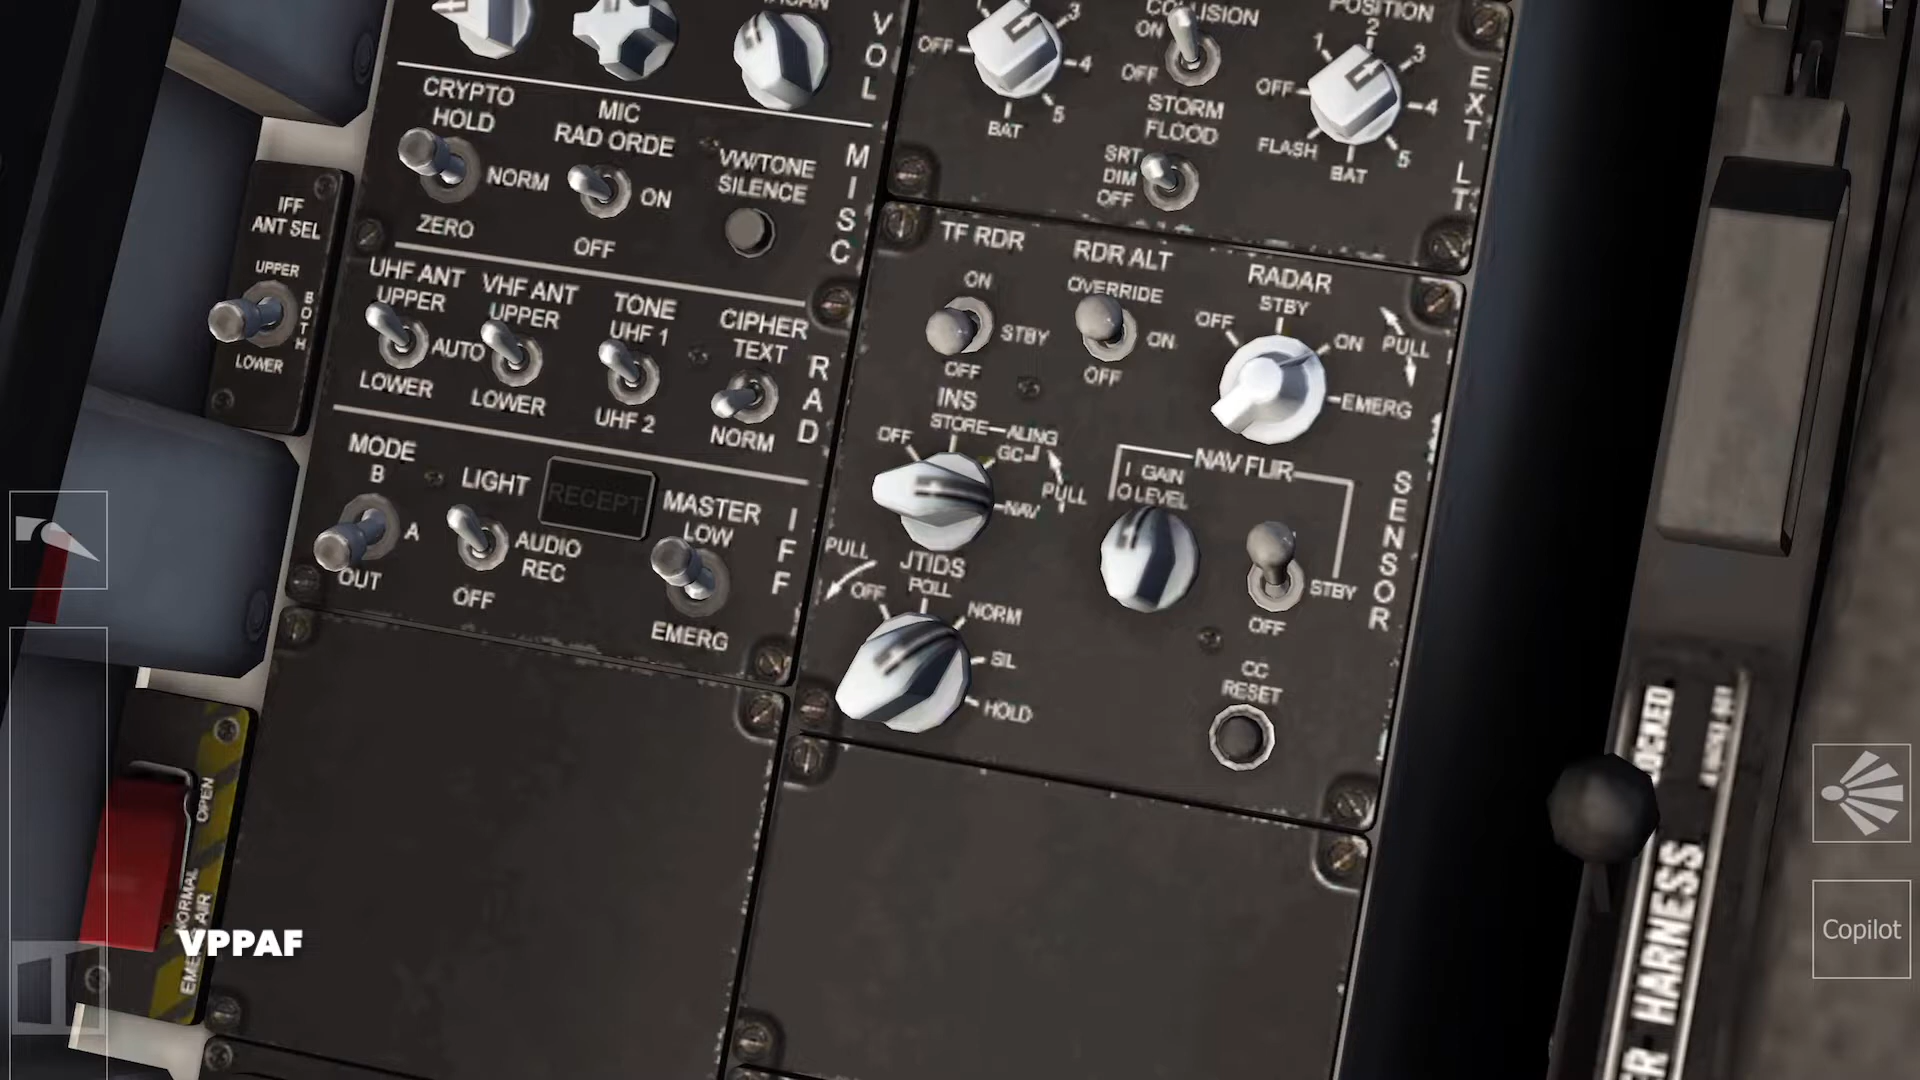 V
O
L
CRYPTO
HOLD
NORM
ZERO
MIC
RAD ORDE
ON
OFF
VW/TONE
SILENCE
M
I
S
C
IFF
ANT SEL
UPPER
BOTH
LOWER
UHF ANT
UPPER
AUTO
LOWER
VHF ANT
UPPER
LOWER
TONE
UHF 1
UHF 2
CIPHER
TEXT
NORM
R
A
D
MODE
B
A
OUT
LIGHT
AUDIO
REC
OFF
RECEPT
MASTER
LOW
EMERG
I
F
F
OFF
3
4
5
BAT
COLLISION
ON
OFF
STORM
FLOOD
SRT
DIM
OFF
POSITION
1
2
3
4
5
OFF
FLASH
BAT
EXT LT
TF RDR
ON
STBY
OFF
RDR ALT
OVERRIDE
ON
OFF
RADAR
OFF
STBY
ON
EMERG
PULL
INS
OFF
STORE
ALING
GC
PULL
NAV
NAV FLIR
I GAIN
O LEVEL
STBY
OFF
SENSOR
PULL
JTIDS
OFF
POLL
NORM
SIL
HOLD
CC
RESET
OPEN
NORMAL
VPPAF
HARNESS
Copilot